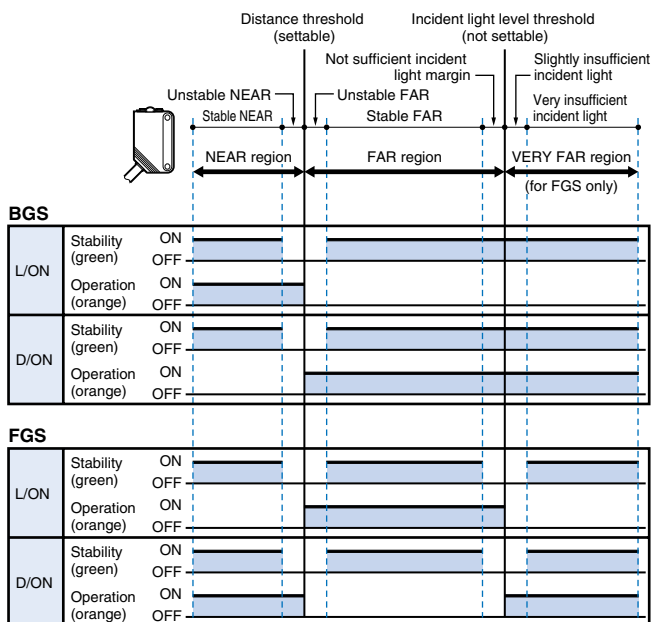 Distance threshold
(settable)
Incident light level threshold
(not settable)
Not sufficient incident
light margin
Slightly insufficient
incident light
Unstable NEAR
Unstable FAR
Very insufficient
incident light
Stable NEAR
Stable FAR
NEAR region
FAR region
VERY FAR region
(for FGS only)
BGS
L/ON
Stability
(green)
ON
OFF
Operation
(orange)
ON
OFF
D/ON
Stability
(green)
ON
OFF
Operation
(orange)
ON
OFF
FGS
L/ON
Stability
(green)
ON
OFF
Operation
(orange)
ON
OFF
D/ON
Stability
(green)
ON
OFF
Operation
(orange)
ON
OFF